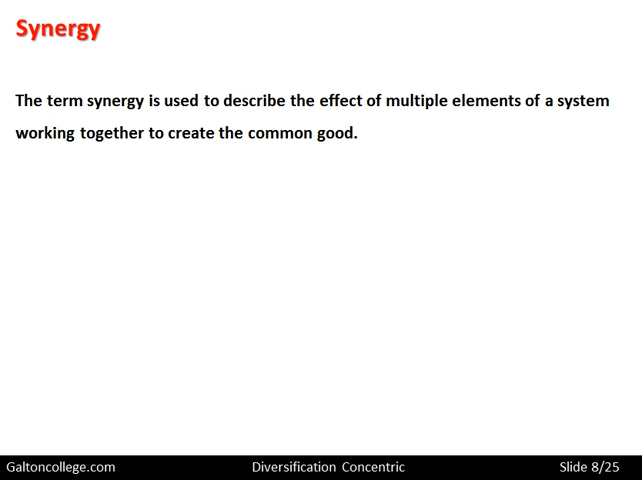 Synergy
The term synergy is used to describe the effect of multiple elements of a system
working together to create the common good.
Galtoncollege.com
Diversification Concentric
Slide 8/25